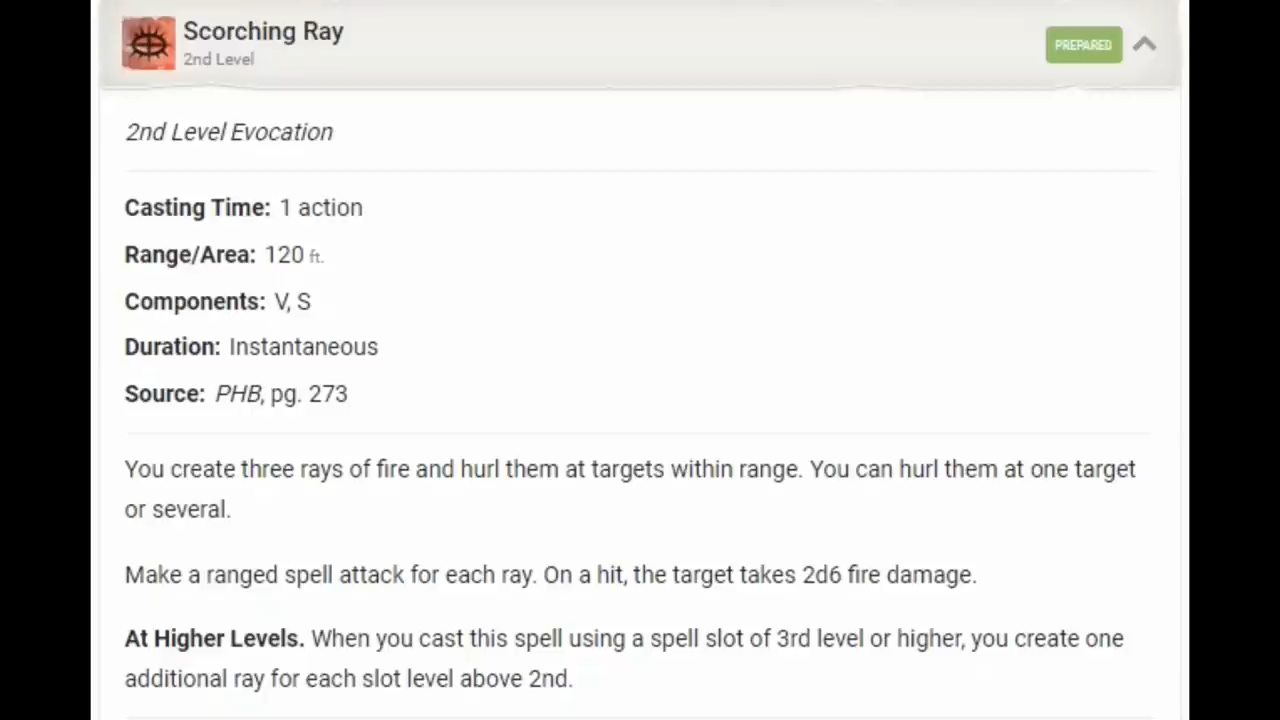 Scorching Ray
2nd Level
PREPARED
2nd Level Evocation
Casting Time: 1 action
Range/Area: 120 ft.
Components: V, S
Duration: Instantaneous
Source: PHB, pg. 273
You create three rays of fire and hurl them at targets within range. You can hurl them at one target
or several.
Make a ranged spell attack for each ray. On a hit, the target takes 2d6 fire damage.
At Higher Levels. When you cast this spell using a spell slot of 3rd level or higher, you create one
additional ray for each slot level above 2nd.